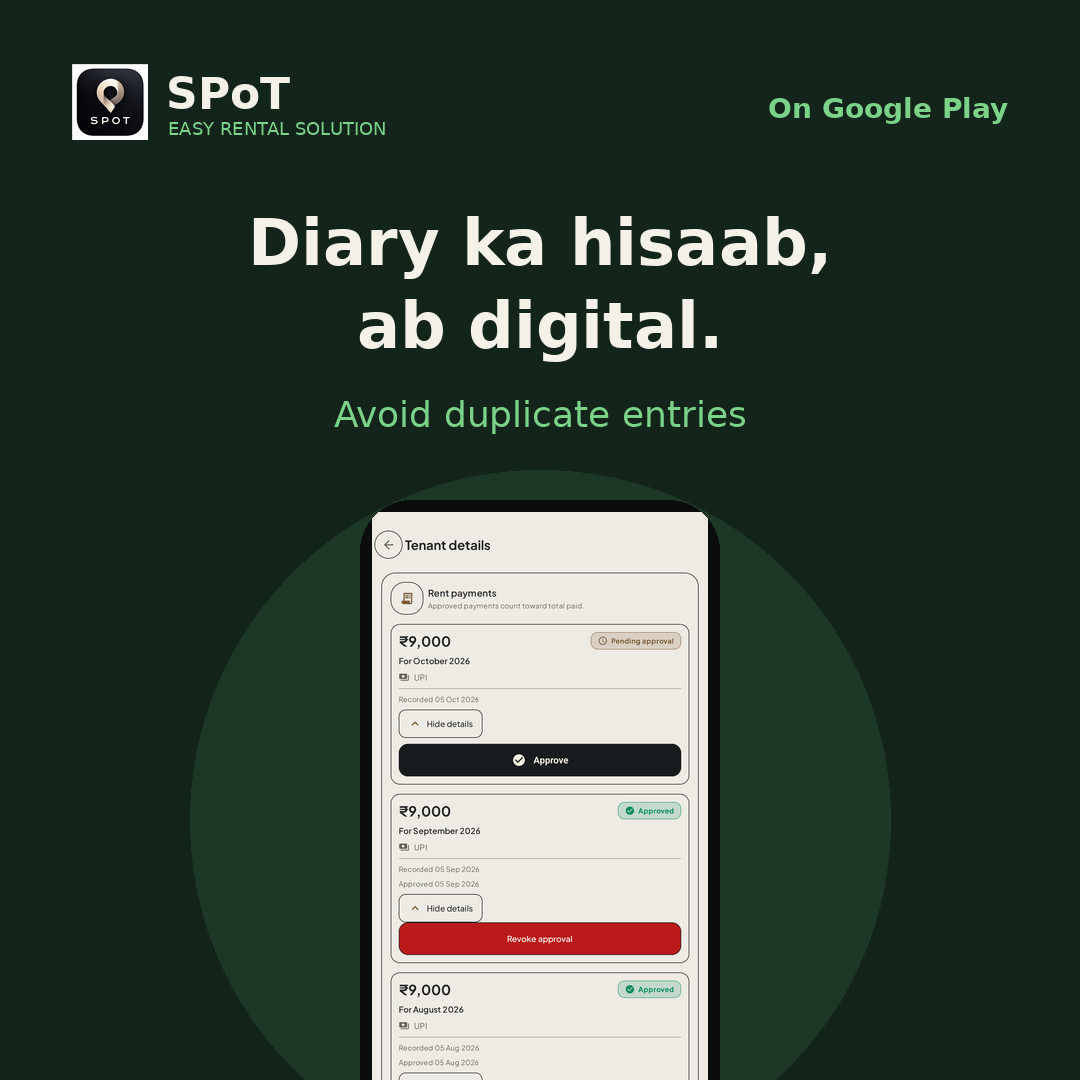 SPOT
SPoT
EASY RENTAL SOLUTION
On Google Play
Diary ka hisaab,
ab digital.
Avoid duplicate entries
Tenant details
Rent payments
Approved payments count toward total paid.
₹9,000
Pending approval
For October 2026
UPI
Recorded 05 Oct 2026
Hide details
Approve
₹9,000
Approved
For September 2026
UPI
Recorded 05 Sep 2026
Approved 05 Sep 2026
Hide details
Revoke approval
₹9,000
Approved
For August 2026
UPI
Recorded 05 Aug 2026
Approved 05 Aug 2026